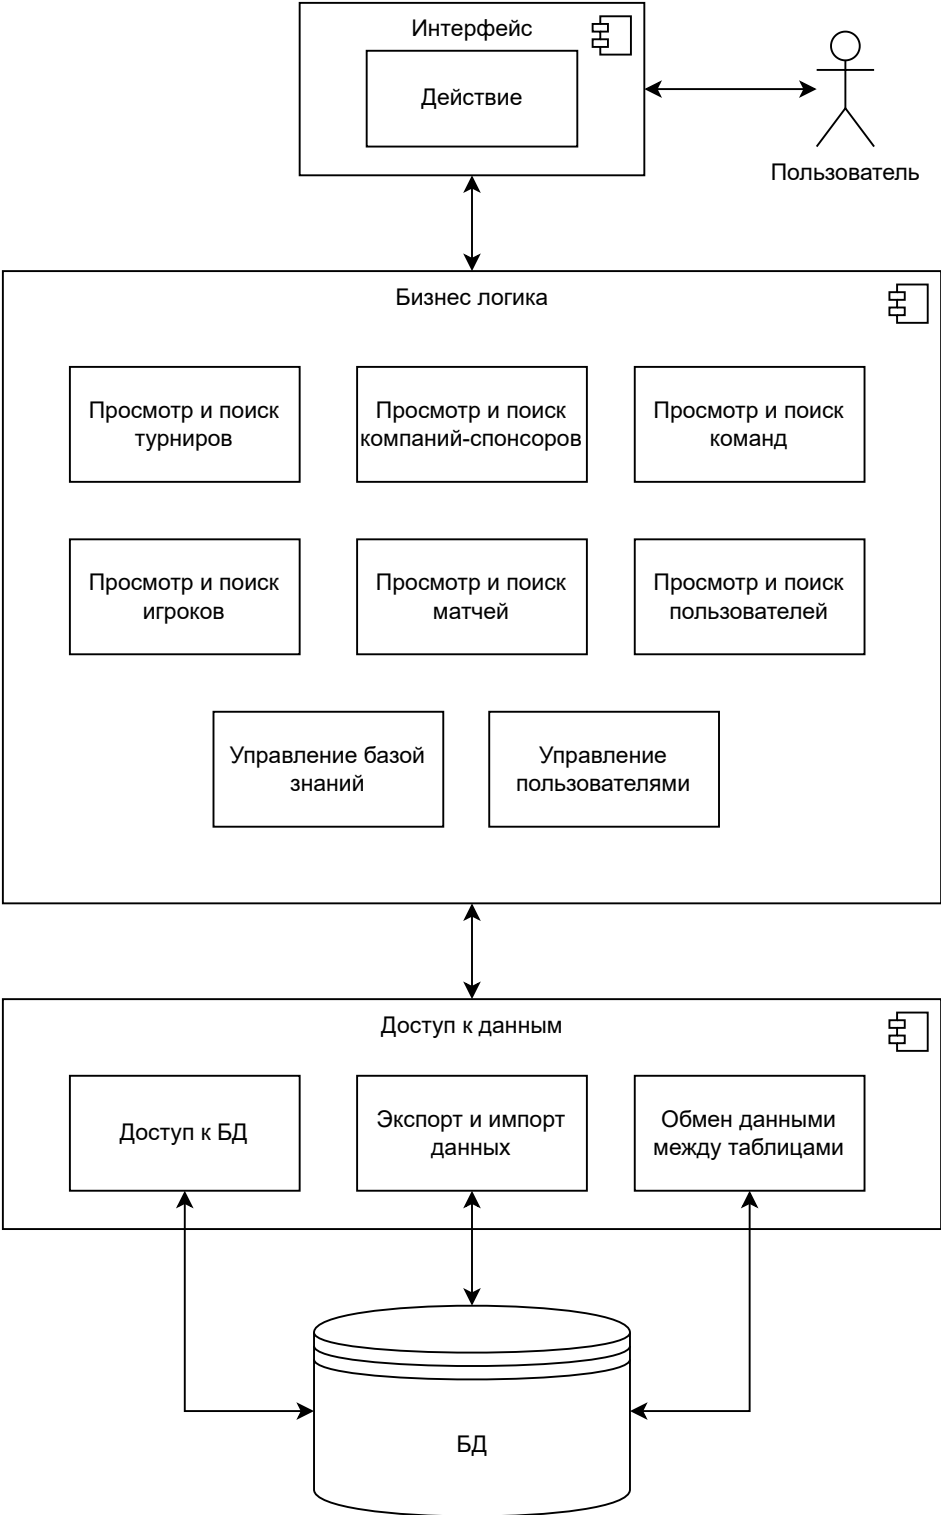 Интерфейс
Действие
Пользователь
Бизнес логика
Просмотр и поиск
турниров
Просмотр и поиск
компаний-спонсоров
Просмотр и поиск
команд
Просмотр и поиск
игроков
Просмотр и поиск
матчей
Просмотр и поиск
пользователей
Управление базой
знаний
Управление
пользователями
Доступ к данным
Доступ к БД
Экспорт и импорт
данных
Обмен данными
между таблицами
БД